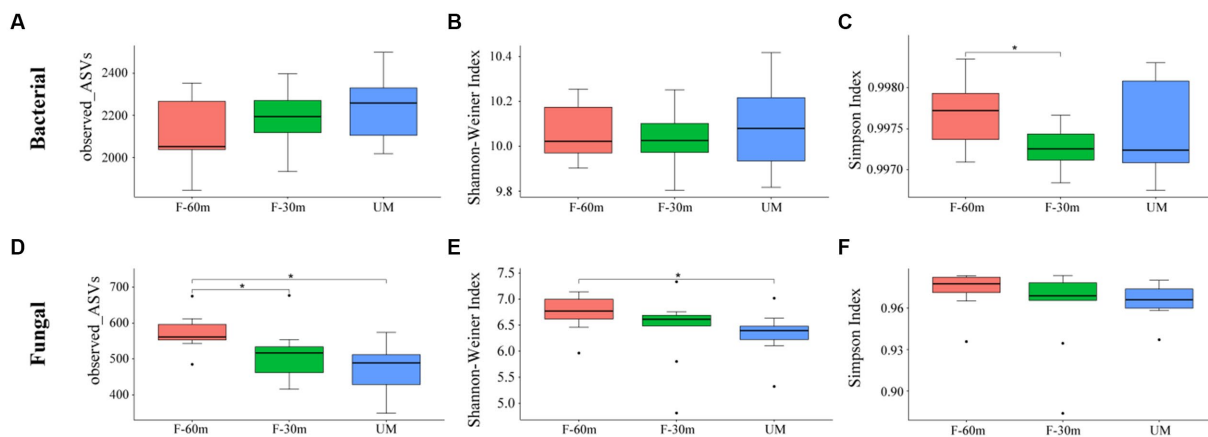 A
Bacterial
observed_ASVs
2400
2200
2000
F-60m F-30m UM
B
Shannon-Weiner Index
10.4
10.2
10.0
9.8
F-60m F-30m UM
C
Simpson Index
0.9980
0.9975
0.9970
*
F-60m F-30m UM
D
Fungal
observed_ASVs
700
600
500
400
*
*
F-60m F-30m UM
E
Shannon-Weiner Index
7.5
7.0
6.5
6.0
5.5
5.0
*
F-60m F-30m UM
F
Simpson Index
0.96
0.93
0.90
F-60m F-30m UM